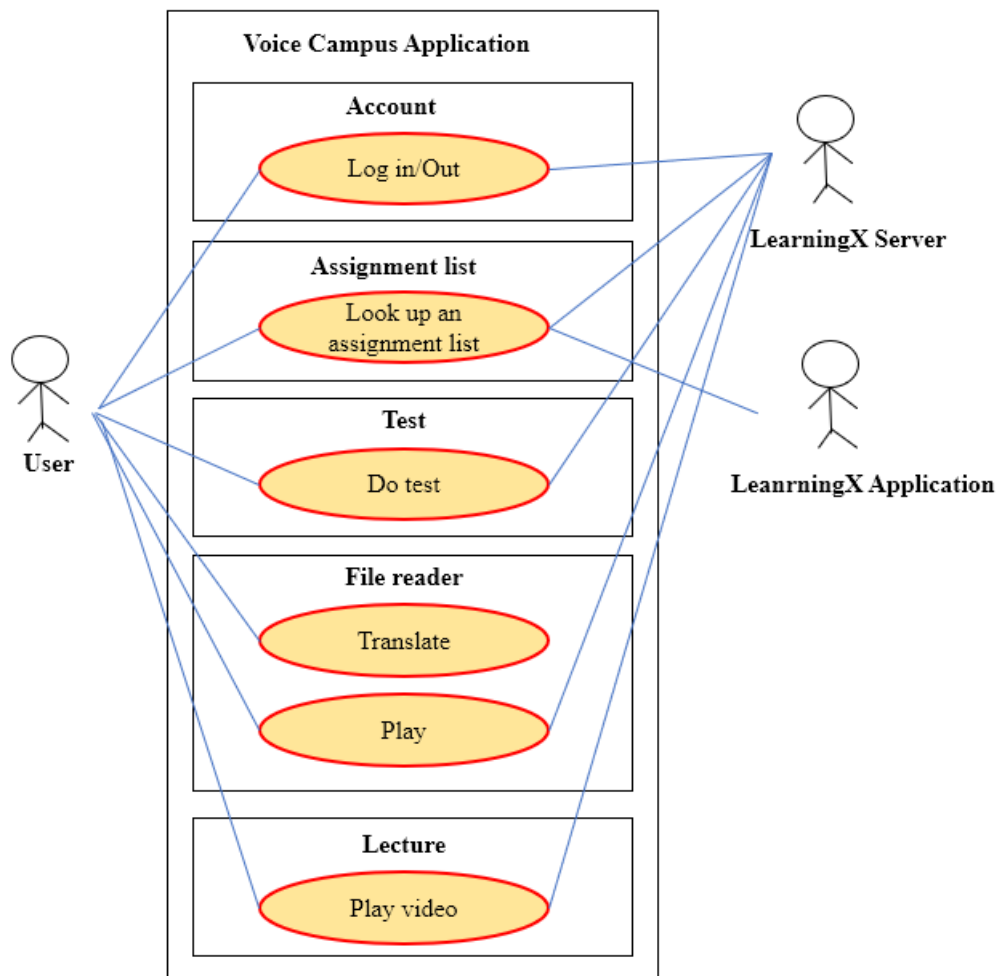 Voice Campus Application
Account
Log in/Out
LearningX Server
Assignment list
Look up an
assignment list
User
Test
Do test
LeanrningX Application
File reader
Translate
Play
Lecture
Play video